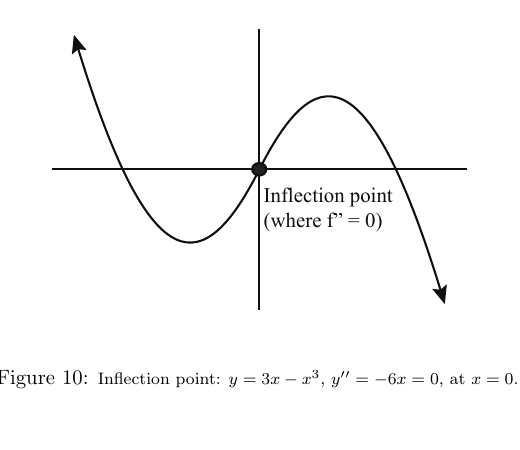 Inflection point
(where f” = 0)
Figure 10: Inflection point: y = 3x − x³, y″ = −6x = 0, at x = 0.